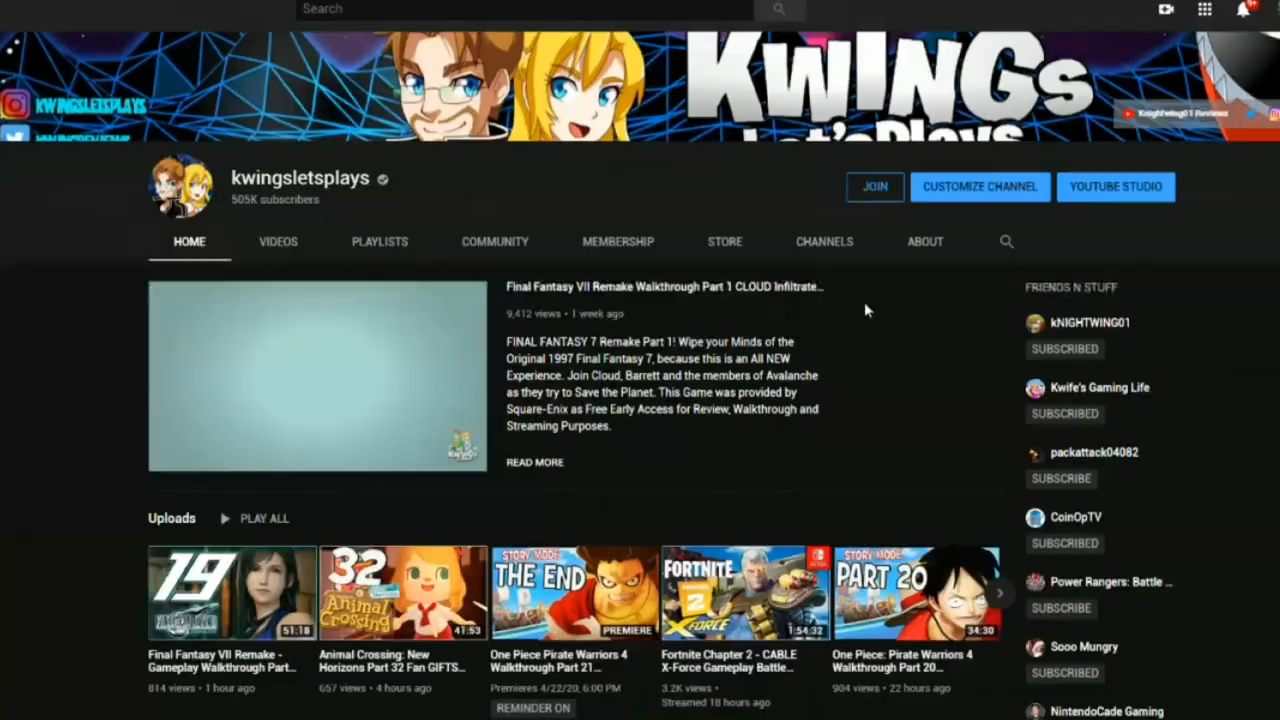 Search
9+
KWINGSLETSPLAYS
KWINGS
Let'sPlays
Knightwing01 Reviews
kwingsletsplays
505K subscribers
JOIN
CUSTOMIZE CHANNEL
YOUTUBE STUDIO
HOME
VIDEOS
PLAYLISTS
COMMUNITY
MEMBERSHIP
STORE
CHANNELS
ABOUT
Final Fantasy VII Remake Walkthrough Part 1 CLOUD Infiltrate...
9,412 views • 1 week ago
FINAL FANTASY 7 Remake Part 1! Wipe your Minds of the
Original 1997 Final Fantasy 7, because this is an All NEW
Experience. Join Cloud, Barrett and the members of Avalanche
as they try to Save the Planet. This Game was provided by
Square-Enix as Free Early Access for Review, Walkthrough and
Streaming Purposes.
READ MORE
FRIENDS N STUFF
kNIGHTWING01
SUBSCRIBED
Kwife's Gaming Life
SUBSCRIBED
packattack04082
SUBSCRIBE
CoinOpTV
SUBSCRIBED
Power Rangers: Battle ...
SUBSCRIBE
Sooo Mungry
SUBSCRIBED
NintendoCade Gaming
Uploads
PLAY ALL
19
51:18
Final Fantasy VII Remake -
Gameplay Walkthrough Part...
814 views • 1 hour ago
32
Animal
Crossing
41:53
Animal Crossing: New
Horizons Part 32 Fan GIFTS...
657 views • 4 hours ago
STORY MODE
THE END
PREMIERE
One Piece Pirate Warriors 4
Walkthrough Part 21...
Premieres 4/22/20, 6:00 PM
REMINDER ON
FORTNITE
2
X-FORCE
1:54:32
Fortnite Chapter 2 - CABLE
X-Force Gameplay Battle...
3.2K views •
Streamed 18 hours ago
STORY MODE
PART 20
34:30
One Piece: Pirate Warriors 4
Walkthrough Part 20...
904 views • 22 hours ago